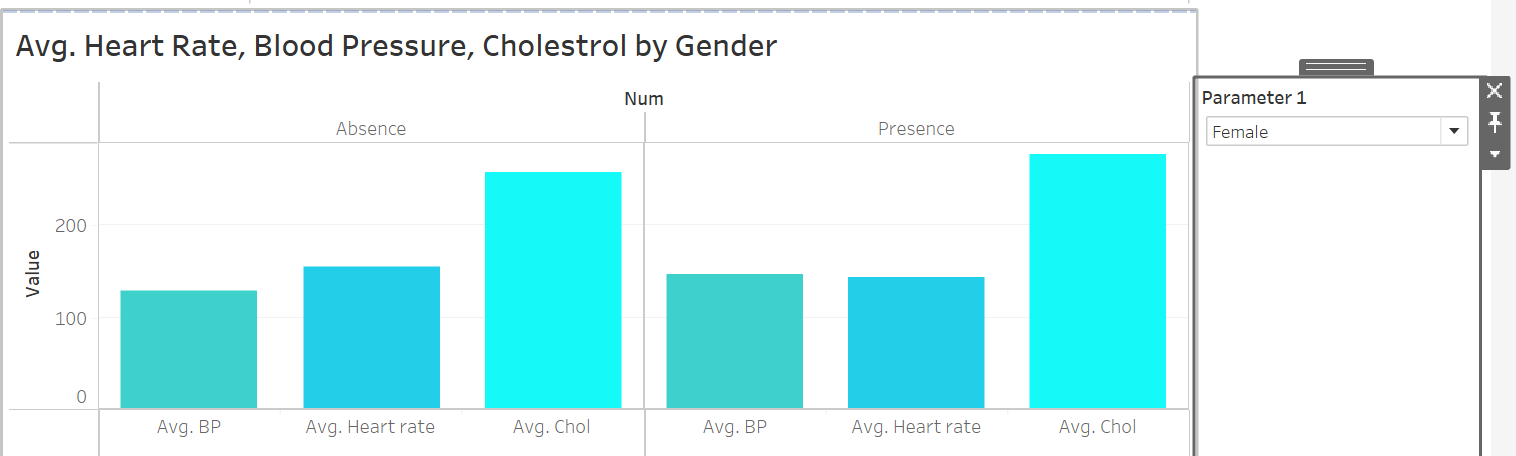 Avg. Heart Rate, Blood Pressure, Cholestrol by Gender
Num
Absence
Presence
200
100
0
Value
Avg. BP
Avg. Heart rate
Avg. Chol
Avg. BP
Avg. Heart rate
Avg. Chol
Parameter 1
Female